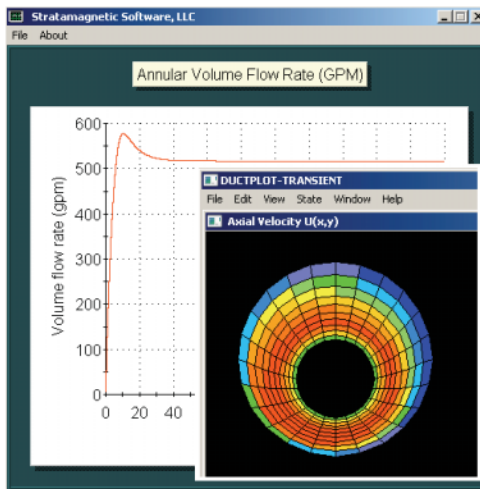 Stratamagnetic Software, LLC
File About
Annular Volume Flow Rate (GPM)
600
500
400
300
200
100
0
Volume flow rate (gpm)
0 20 40
DUCTPLOT-TRANSIENT
File Edit View State Window Help
Axial Velocity U(x,y)